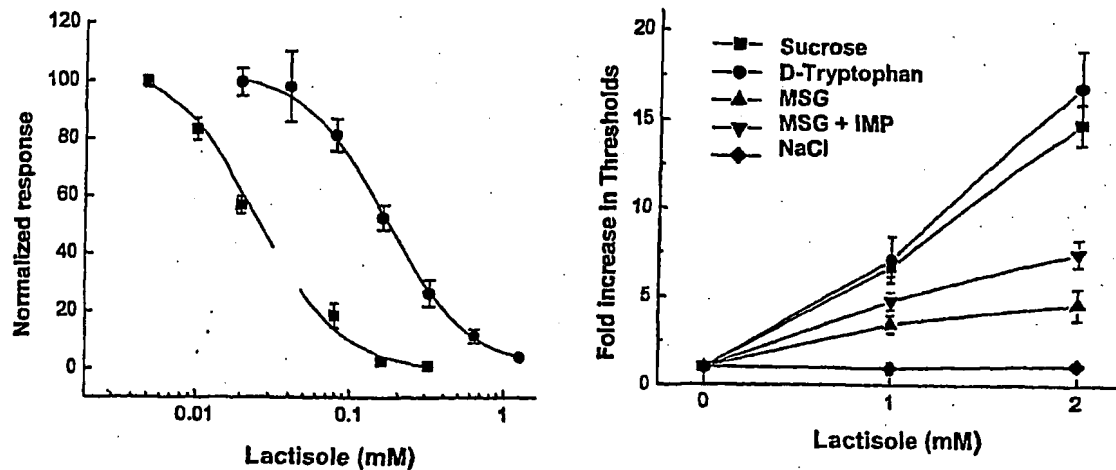 Normalized response
120
100
80
60
40
20
0
0.01
0.1
1
Lactisole (mM)
Fold increase in Thresholds
20
15
10
5
0
Sucrose
D-Tryptophan
MSG
MSG + IMP
NaCl
0
1
2
Lactisole (mM)